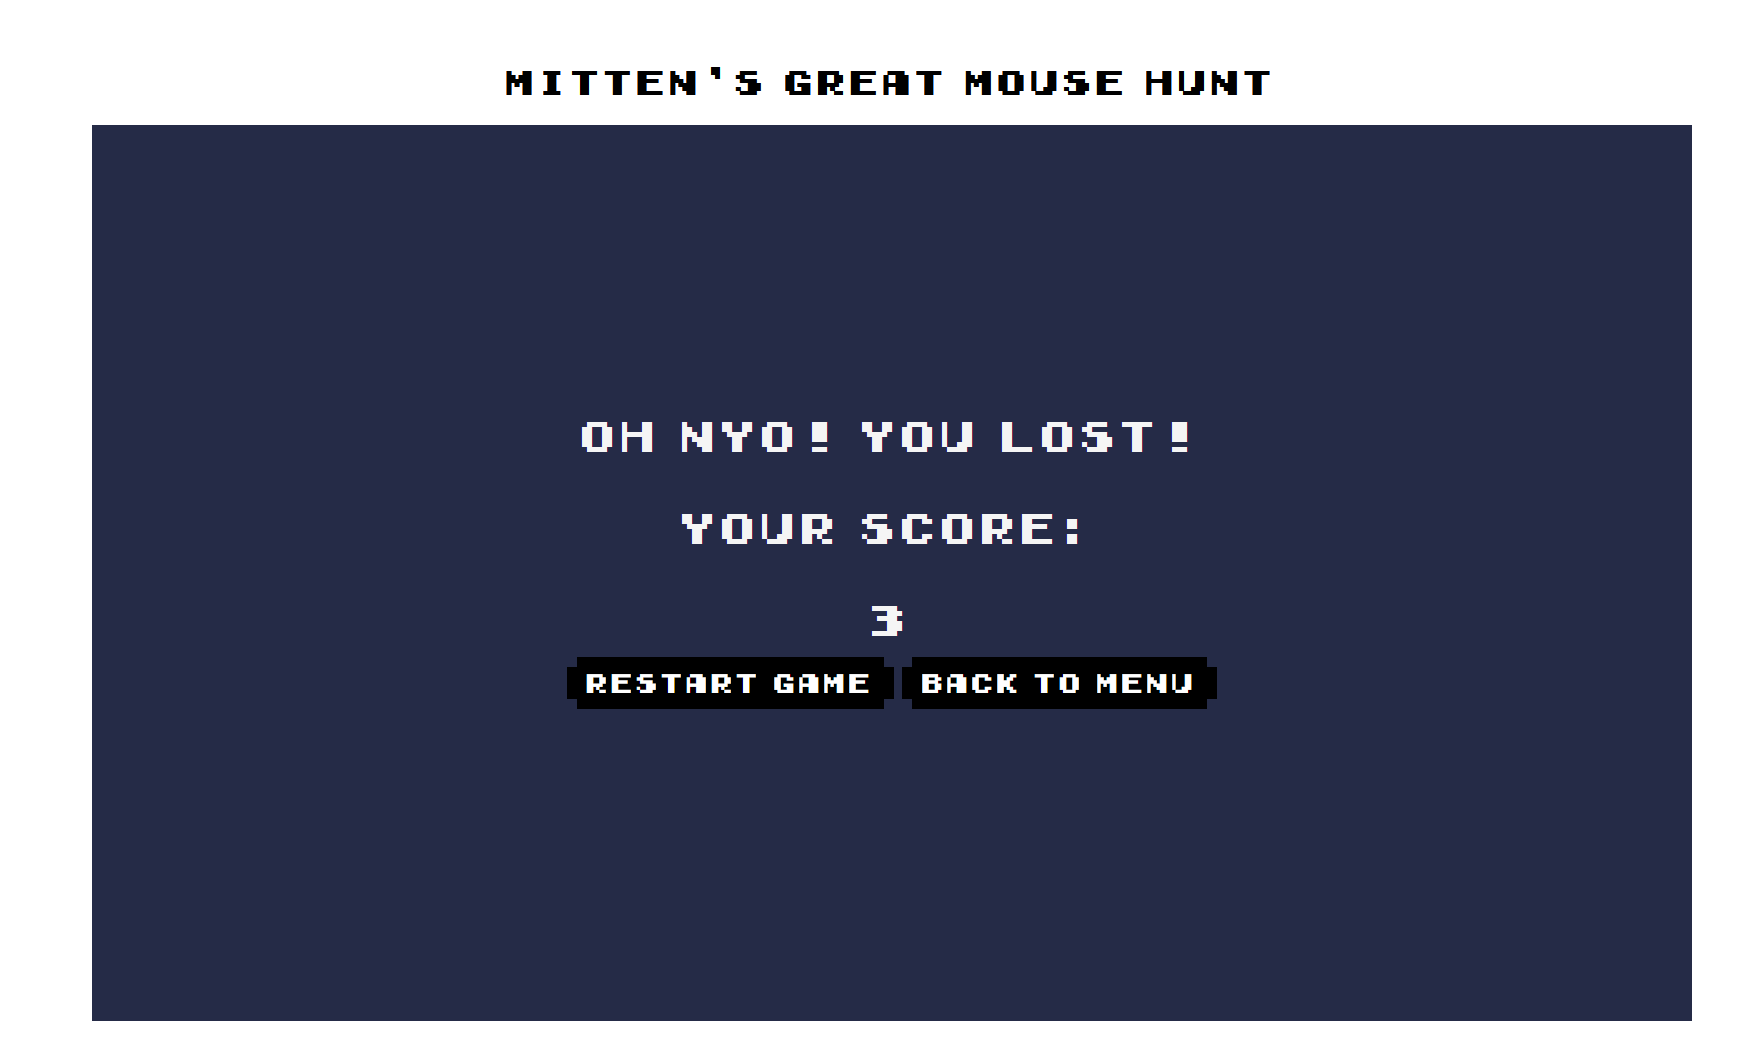 MITTEN'S GREAT MOUSE HUNT
OH NYO! YOU LOST!
YOUR SCORE:
3
RESTART GAME BACK TO MENU